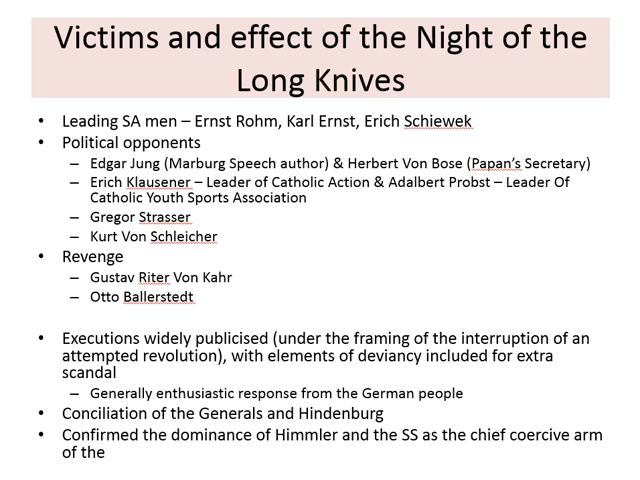 Victims and effect of the Night of the
Long Knives
• Leading SA men – Ernst Rohm, Karl Ernst, Erich Schiewek
• Political opponents
– Edgar Jung (Marburg Speech author) & Herbert Von Bose (Papan's Secretary)
– Erich Klausener – Leader of Catholic Action & Adalbert Probst – Leader Of
Catholic Youth Sports Association
– Gregor Strasser
– Kurt Von Schleicher
• Revenge
– Gustav Riter Von Kahr
– Otto Ballerstedt
• Executions widely publicised (under the framing of the interruption of an
attempted revolution), with elements of deviancy included for extra
scandal
– Generally enthusiastic response from the German people
• Conciliation of the Generals and Hindenburg
• Confirmed the dominance of Himmler and the SS as the chief coercive arm
of the